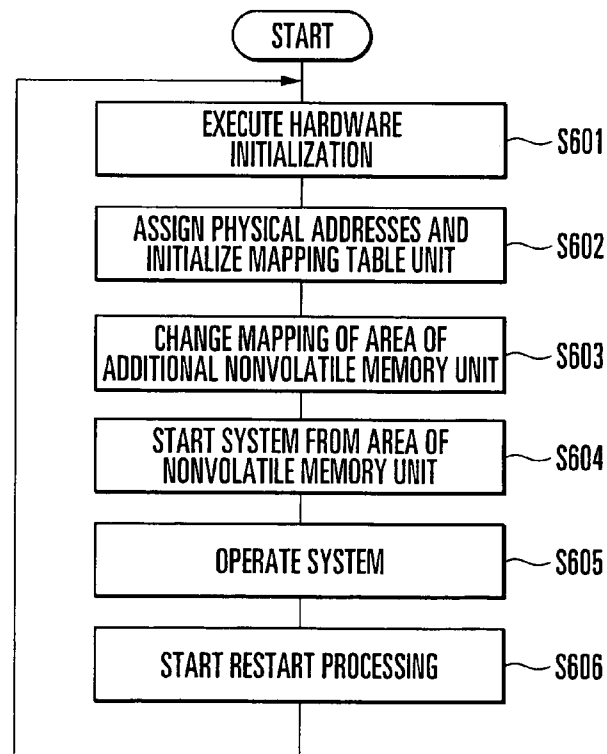 START
EXECUTE HARDWARE
INITIALIZATION
S601
ASSIGN PHYSICAL ADDRESSES AND
INITIALIZE MAPPING TABLE UNIT
S602
CHANGE MAPPING OF AREA OF
ADDITIONAL NONVOLATILE MEMORY UNIT
S603
START SYSTEM FROM AREA OF
NONVOLATILE MEMORY UNIT
S604
OPERATE SYSTEM
S605
START RESTART PROCESSING
S606